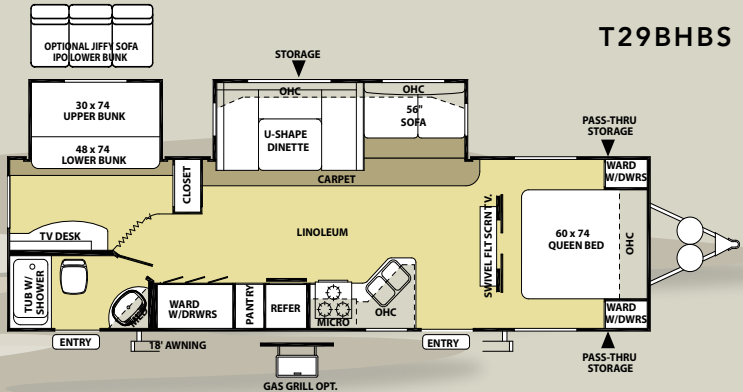 T29BHBS
OPTIONAL JIFFY SOFA
IPO LOWER BUNK
STORAGE
OHC
OHC
30 x 74
UPPER BUNK
56"
SOFA
U-SHAPE
DINETTE
PASS-THRU
STORAGE
48 x 74
LOWER BUNK
CLOSET
CARPET
WARD
W/DWRS
TV DESK
LINOLEUM
SWIVEL FLT SCRN TV.
60 x 74
QUEEN BED
OHC
TUB W/
SHOWER
MED
WARD
W/DRWRS
PANTRY
REFER
MICRO
OHC
WARD
W/DWRS
ENTRY
18' AWNING
ENTRY
PASS-THRU
STORAGE
GAS GRILL OPT.